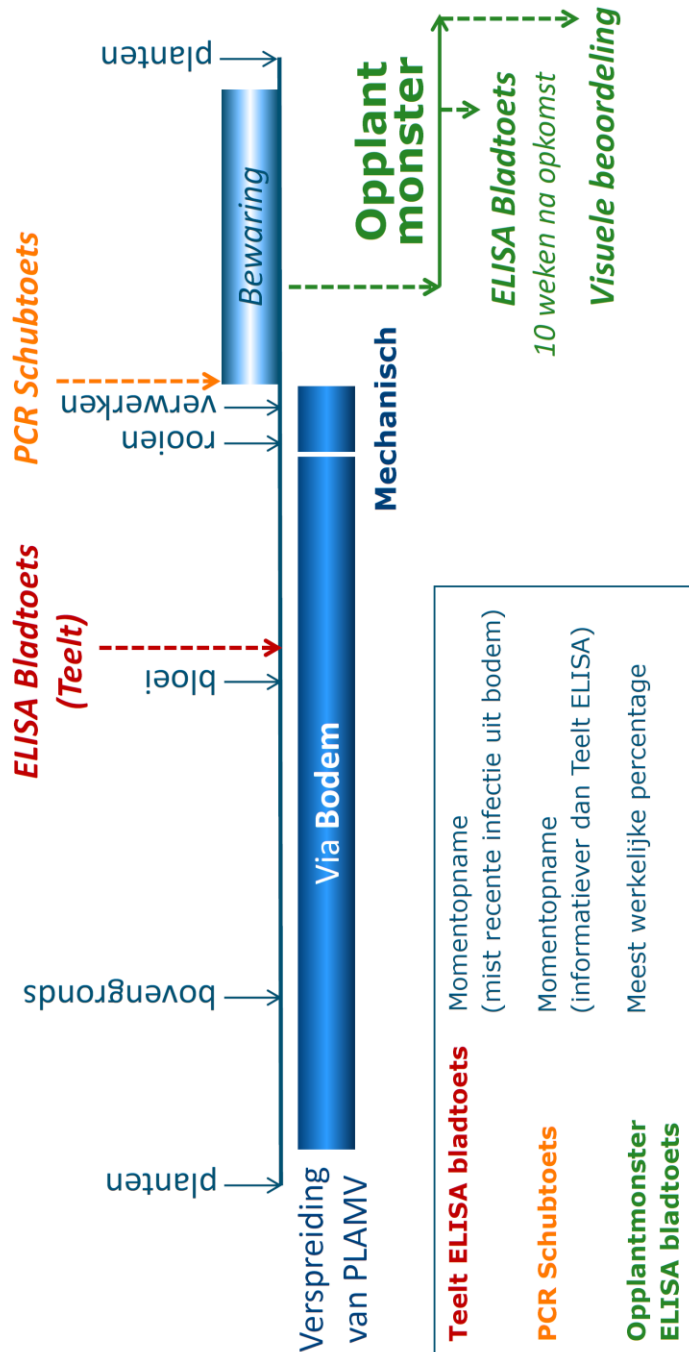 ELISA Bladtoets
(Teelt)
PCR Schubtoets
planten
bovengronds
bloei
rooien
verwerken
planten
Bewaring
Verspreiding
van PLAMV
Via Bodem
Mechanisch
Opplant
monster
ELISA Bladtoets
10 weken na opkomst
Visuele beoordeling
Teelt ELISA bladtoets
Momentopname
(mist recente infectie uit bodem)
PCR Schubtoets
Momentopname
(informatiever dan Teelt ELISA)
Opplantmonster
ELISA bladtoets
Meest werkelijke percentage